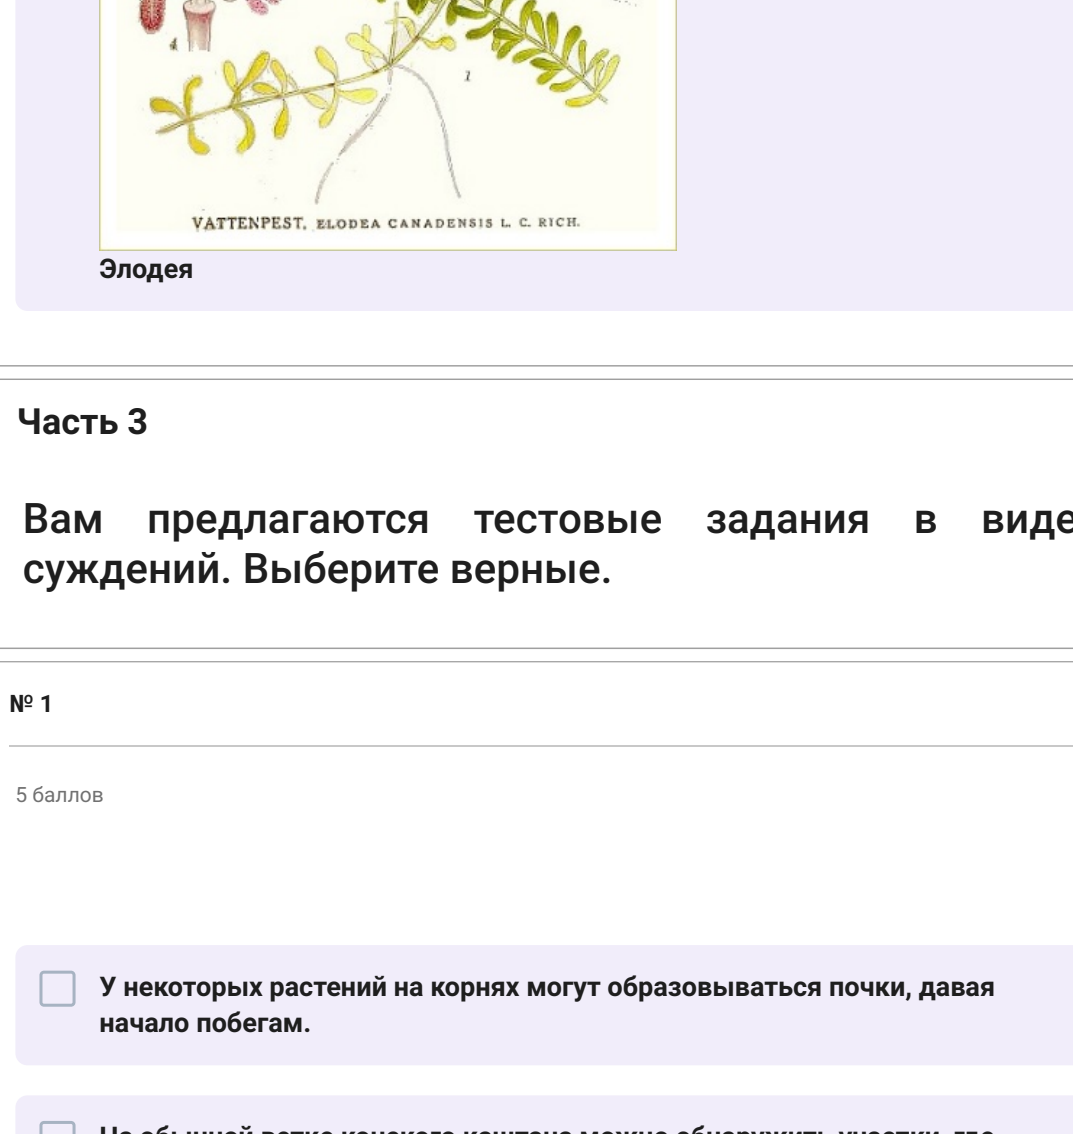 4
1
VATTENPEST, ELODEA CANADENSIS L. C. RICH.
Элодея
Часть 3
Вам предлагаются тестовые задания в виде
суждений. Выберите верные.
№ 1
5 баллов
У некоторых растений на корнях могут образовываться почки, давая
начало побегам.